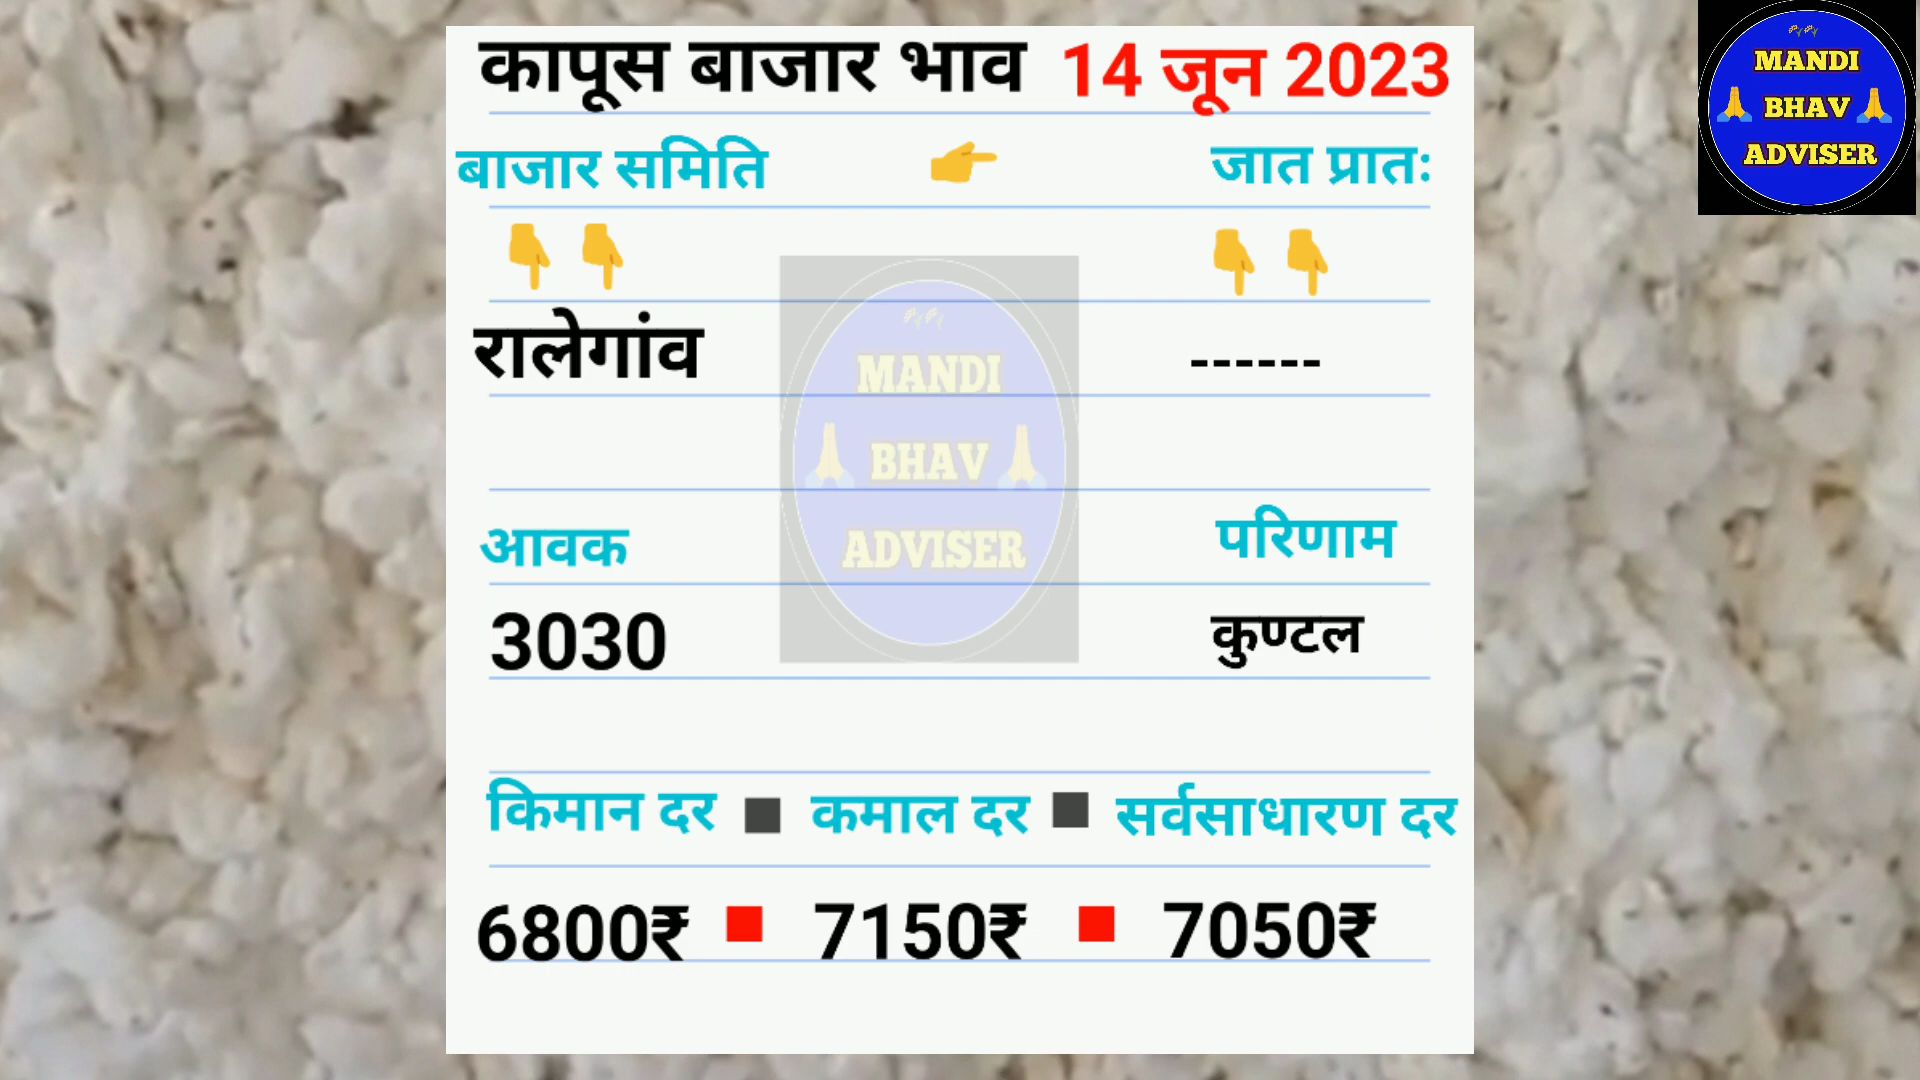 कापूस बाजार भाव 14 जून 2023
बाजार समिति 👉 जात प्रातः
👇 👇 👇 👇
रालेगांव ------
आवक परिणाम
3030 कुण्टल
किमान दर ◾ कमाल दर ◾ सर्वसाधारण दर
6800₹ 🟥 7150₹ 🟥 7050₹
MANDI
🙏 BHAV 🙏
ADVISER
MANDI
🙏 BHAV 🙏
ADVISER